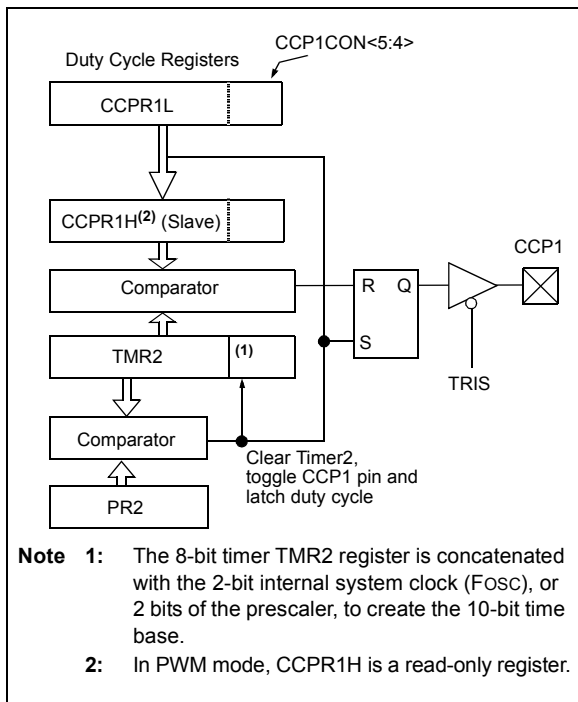 CCP1CON<5:4>
Duty Cycle Registers
CCPR1L
CCPR1H(2) (Slave)
CCP1
Comparator
R Q
TMR2
(1)
S
TRIS
Comparator
Clear Timer2,
toggle CCP1 pin and
latch duty cycle
PR2
Note 1: The 8-bit timer TMR2 register is concatenated
with the 2-bit internal system clock (FOSC), or
2 bits of the prescaler, to create the 10-bit time
base.
2: In PWM mode, CCPR1H is a read-only register.